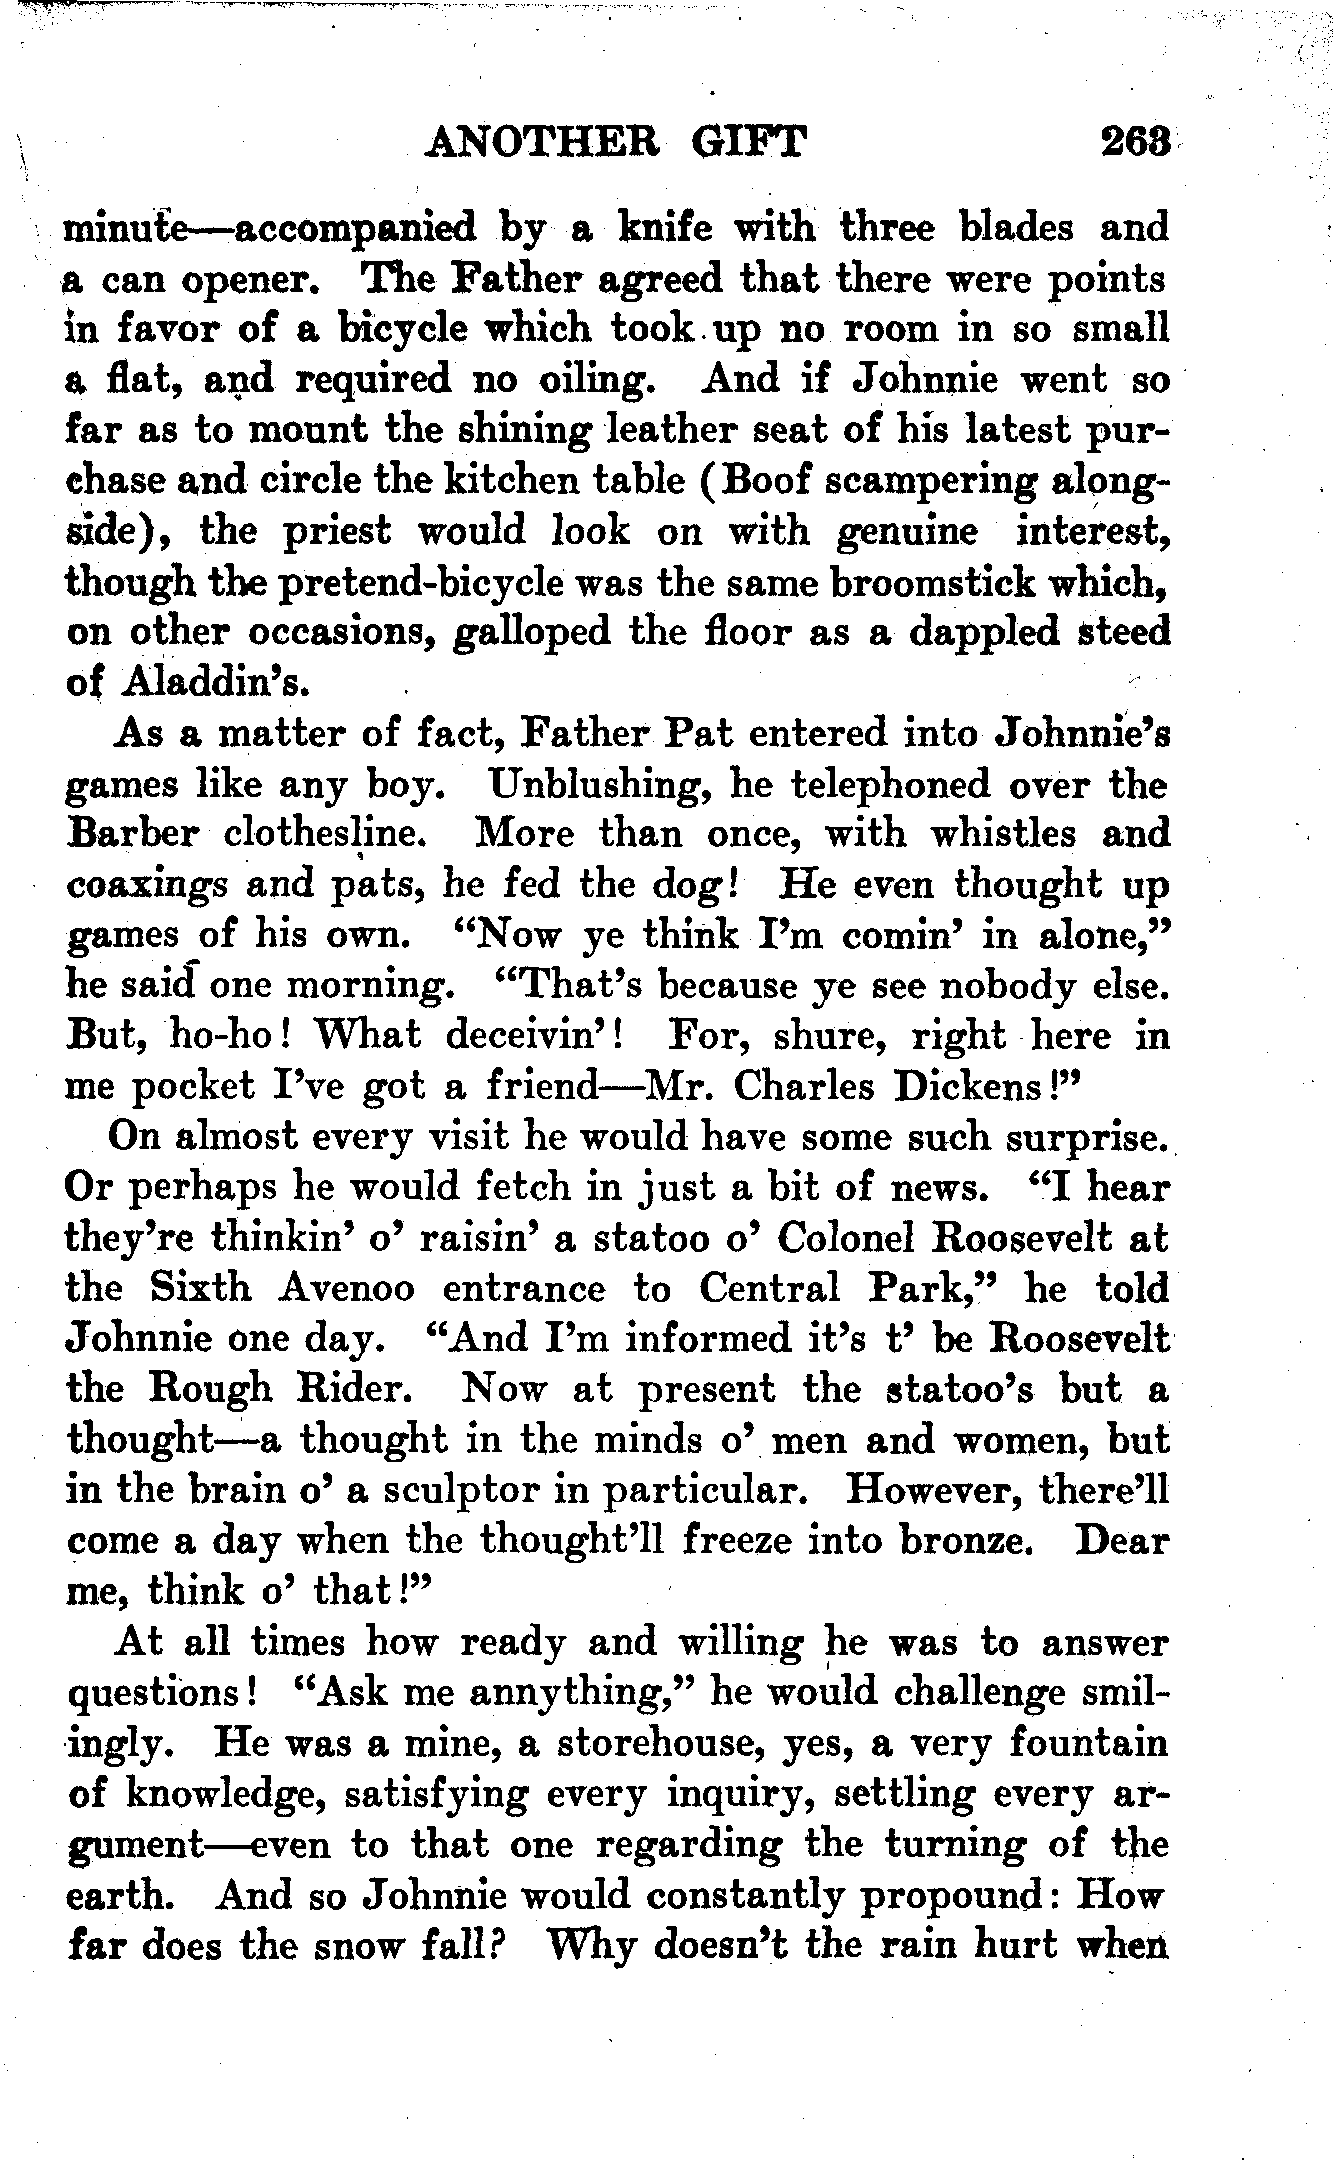 ANOTHER GIFT 263
minute—accompanied by a knife with three blades and
a can opener. The Father agreed that there were points
in favor of a bicycle which took up no room in so small
a flat, and required no oiling. And if Johnnie went so
far as to mount the shining leather seat of his latest pur-
chase and circle the kitchen table (Boof scampering along-
side), the priest would look on with genuine interest,
though the pretend-bicycle was the same broomstick which,
on other occasions, galloped the floor as a dappled steed
of Aladdin's.
As a matter of fact, Father Pat entered into Johnnie's
games like any boy. Unblushing, he telephoned over the
Barber clothesline. More than once, with whistles and
coaxings and pats, he fed the dog! He even thought up
games of his own. “Now ye think I'm comin' in alone,”
he said one morning. “That's because ye see nobody else.
But, ho-ho! What deceivin'! For, shure, right here in
me pocket I've got a friend—Mr. Charles Dickens!”
On almost every visit he would have some such surprise.
Or perhaps he would fetch in just a bit of news. “I hear
they're thinkin' o' raisin' a statoo o' Colonel Roosevelt at
the Sixth Avenoo entrance to Central Park,” he told
Johnnie one day. “And I'm informed it's t' be Roosevelt
the Rough Rider. Now at present the statoo's but a
thought—a thought in the minds o' men and women, but
in the brain o' a sculptor in particular. However, there'll
come a day when the thought'll freeze into bronze. Dear
me, think o' that!”
At all times how ready and willing he was to answer
questions! “Ask me annything,” he would challenge smil-
ingly. He was a mine, a storehouse, yes, a very fountain
of knowledge, satisfying every inquiry, settling every ar-
gument—even to that one regarding the turning of the
earth. And so Johnnie would constantly propound: How
far does the snow fall? Why doesn't the rain hurt when